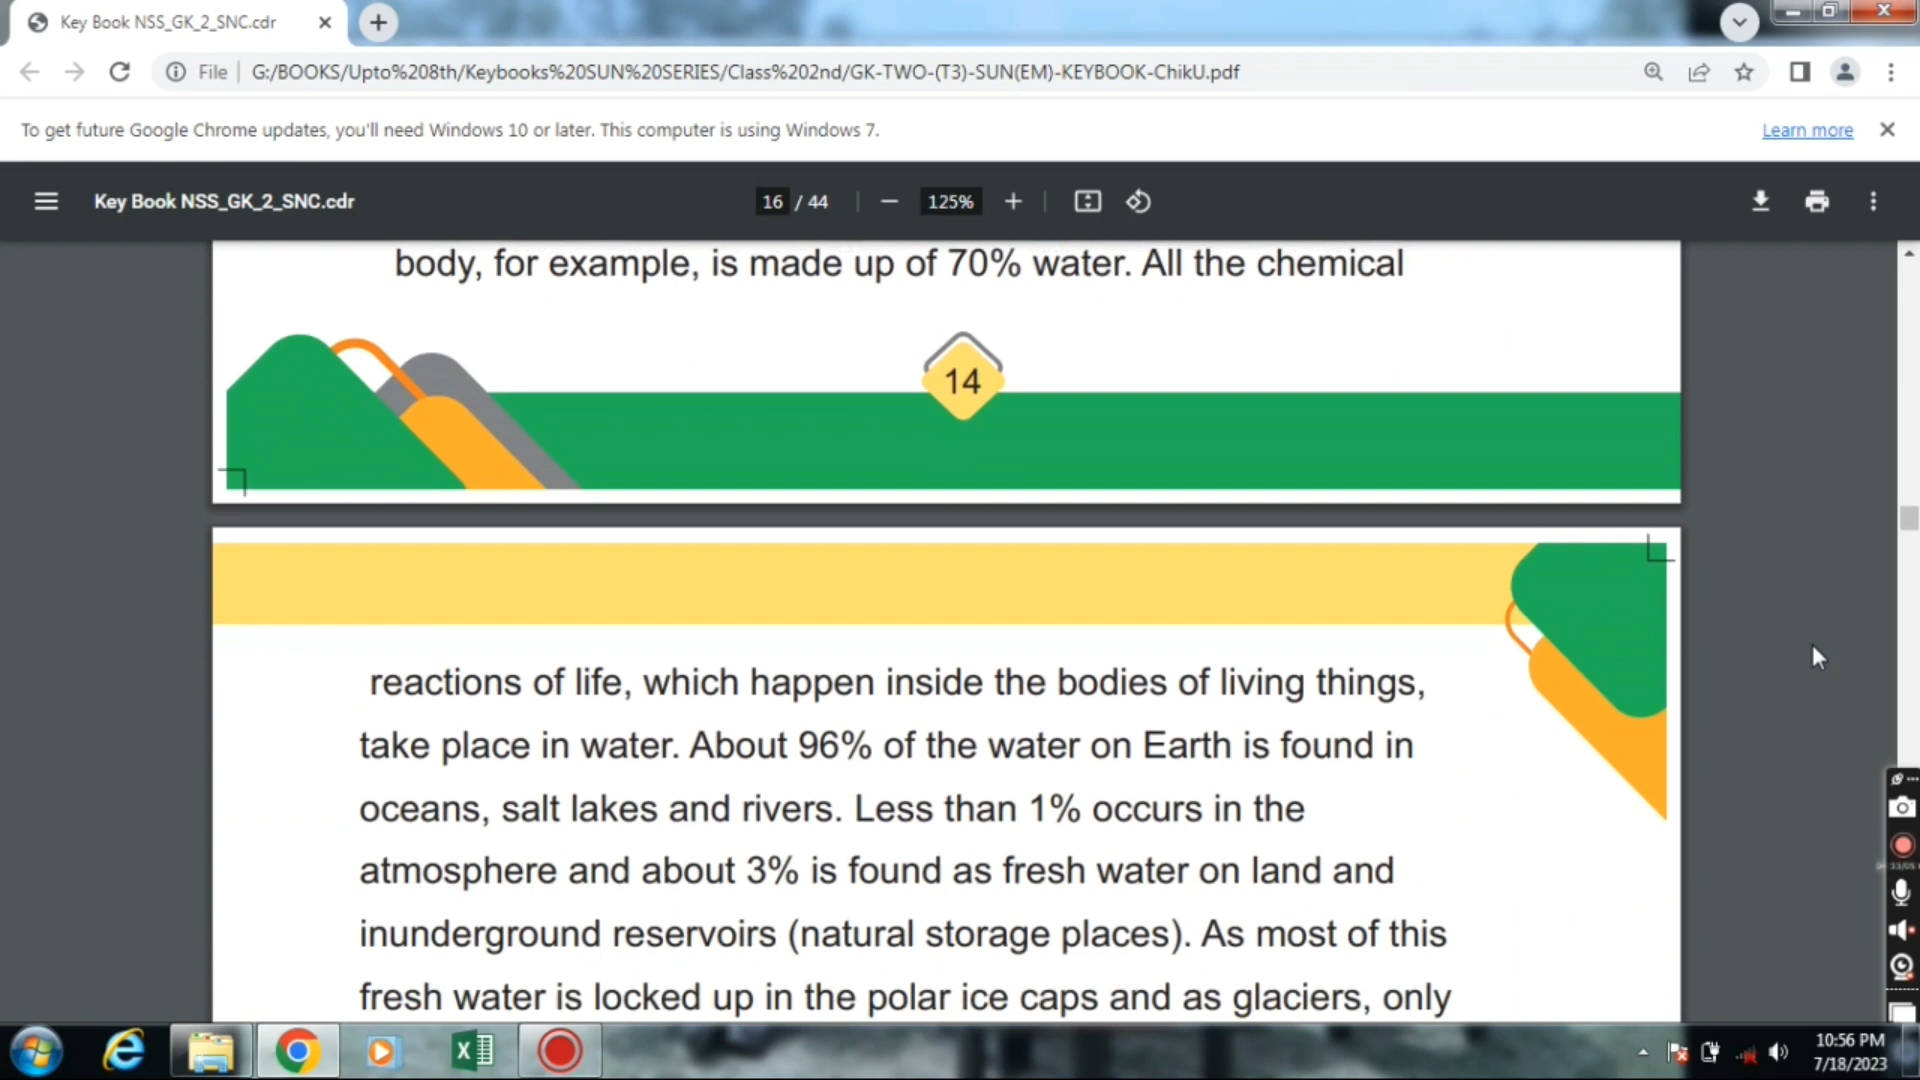 Key Book NSS_GK_2_SNC.cdr
File G:/BOOKS/Upto%208th/Keybooks%20SUN%20SERIES/Class%202nd/GK-TWO-(T3)-SUN(EM)-KEYBOOK-ChikU.pdf
To get future Google Chrome updates, you'll need Windows 10 or later. This computer is using Windows 7. Learn more
Key Book NSS_GK_2_SNC.cdr 16 / 44 125%
body, for example, is made up of 70% water. All the chemical
14
reactions of life, which happen inside the bodies of living things,
take place in water. About 96% of the water on Earth is found in
oceans, salt lakes and rivers. Less than 1% occurs in the
atmosphere and about 3% is found as fresh water on land and
inunderground reservoirs (natural storage places). As most of this
fresh water is locked up in the polar ice caps and as glaciers, only
10:56 PM
7/18/2023